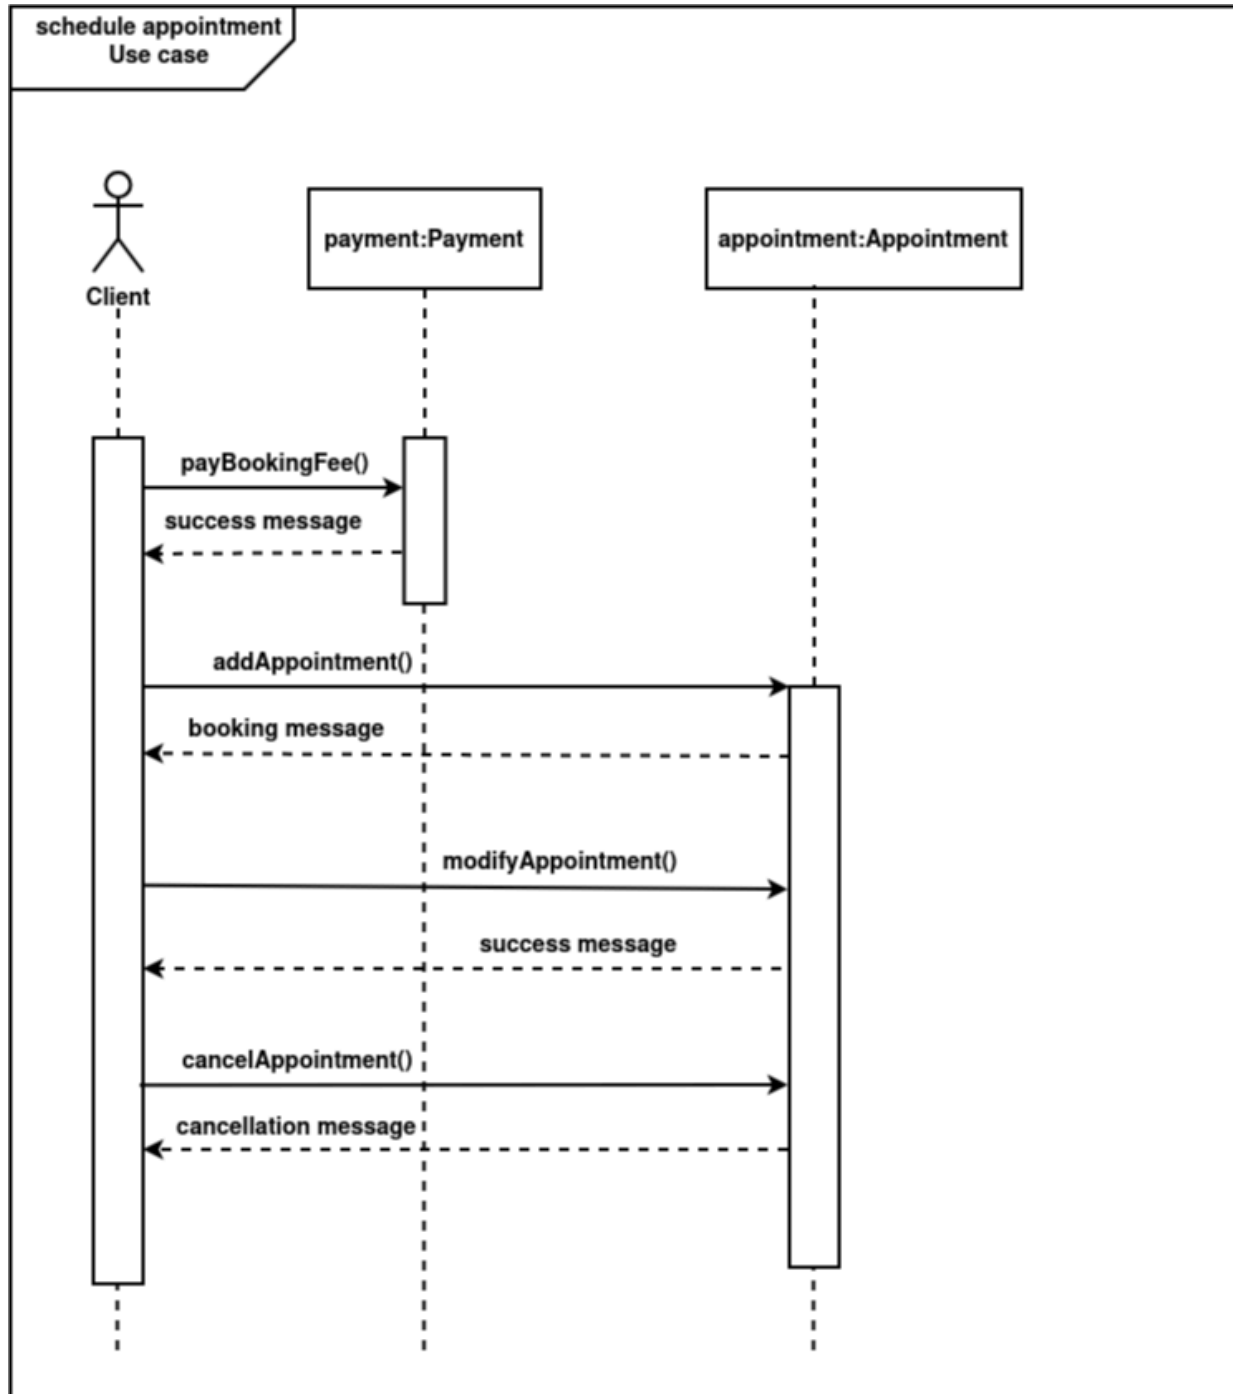 schedule appointment
Use case
Client
payment:Payment
appointment:Appointment
payBookingFee()
success message
addAppointment()
booking message
modifyAppointment()
success message
cancelAppointment()
cancellation message